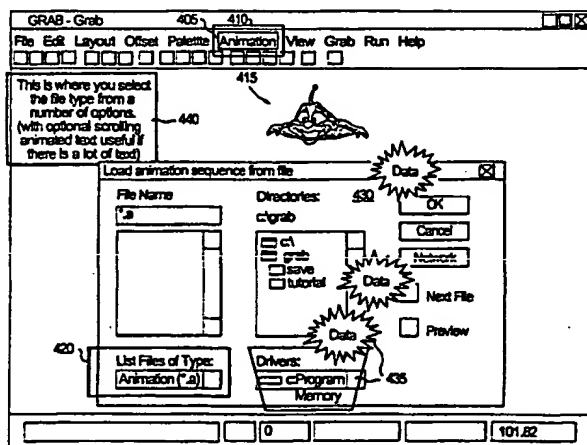 GRAB - Grab
405
410
File Edit Layout Offset Palette Animation View Grab Run Help
This is where you select
the file type from a
number of options.
(with optional scrolling
animated text useful if
there is a lot of text)
440
415
Load animation sequence from file
Data
File Name
Directories:
430
OK
*.a
c:\grab
Cancel
c:\
Network
grab
save
Data
tutorial
Next File
Data
Preview
420
List Files of Type:
Drivers:
Animation (*.a)
c:Program
435
Memory
0
101.82